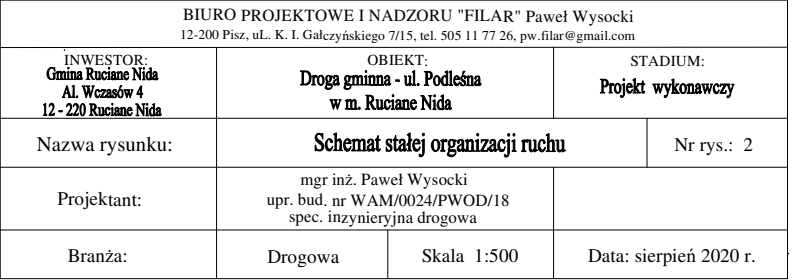 BIURO PROJEKTOWE I NADZORU "FILAR" Paweł Wysocki
12-200 Pisz, uL. K. I. Gałczyńskiego 7/15, tel. 505 11 77 26, pw.filar@gmail.com
INWESTOR:
Gmina Ruciane Nida
Al. Wczasów 4
12 - 220 Ruciane Nida
OBIEKT:
Droga gminna - ul. Podleśna
w m. Ruciane Nida
STADIUM:
Projekt wykonawczy
Nazwa rysunku:
Schemat stałej organizacji ruchu
Nr rys.: 2
Projektant:
mgr inż. Paweł Wysocki
upr. bud. nr WAM/0024/PWOD/18
spec. inzynieryjna drogowa
Branża:
Drogowa
Skala 1:500
Data: sierpień 2020 r.